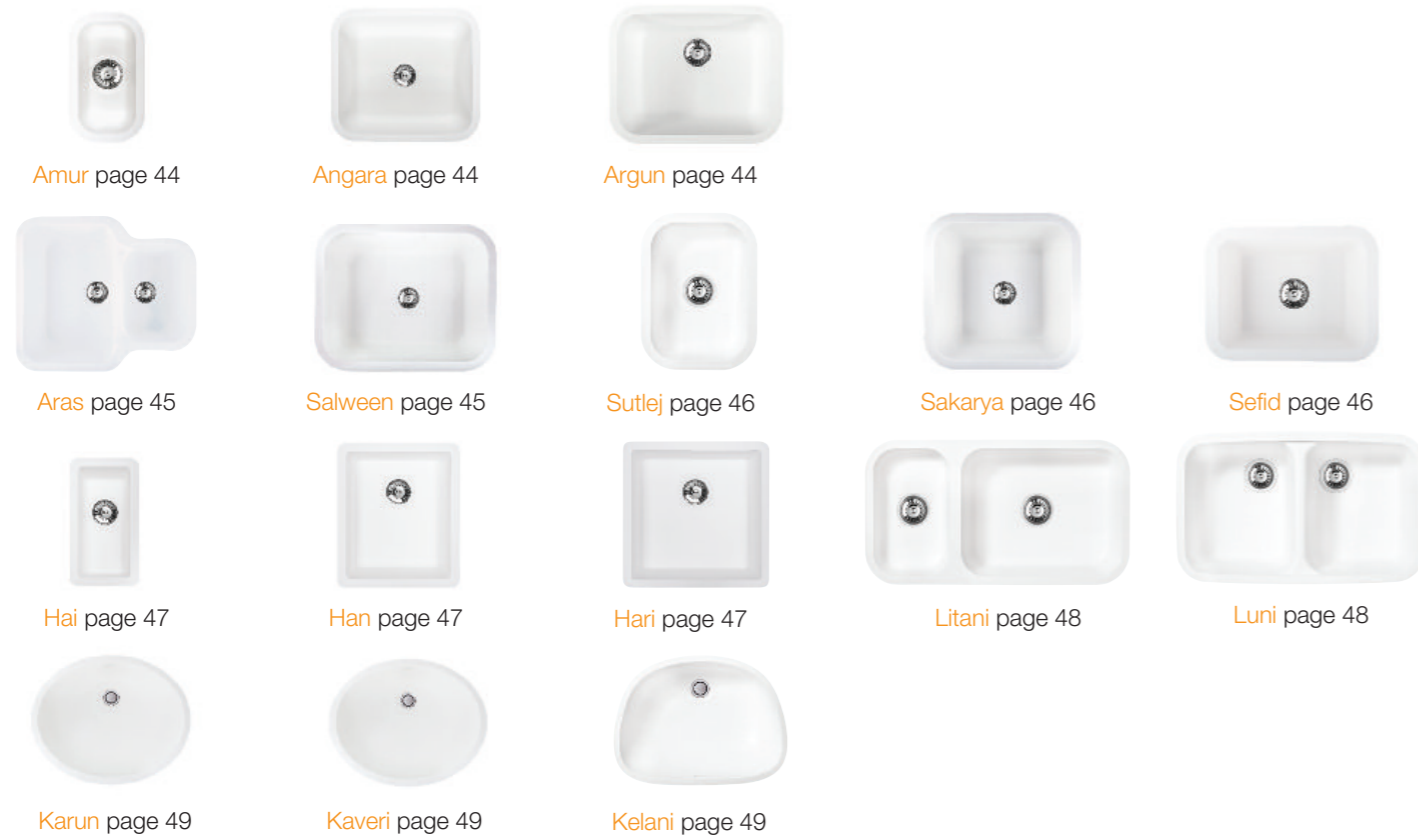 Amur page 44
Angara page 44
Argun page 44
Aras page 45
Salween page 45
Sutlej page 46
Sakarya page 46
Sefid page 46
Hai page 47
Han page 47
Hari page 47
Litani page 48
Luni page 48
Karun page 49
Kaveri page 49
Kelani page 49